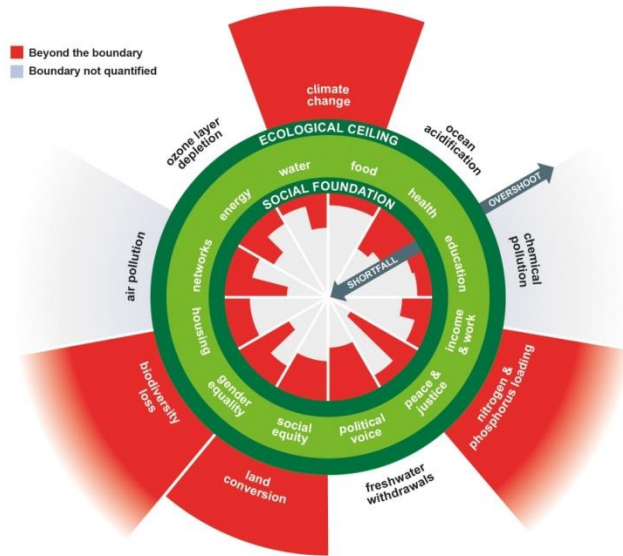 Beyond the boundary
Boundary not quantified
climate
change
ECOLOGICAL CEILING
ozone layer
depletion
ocean
acidification
water
food
energy
health
SOCIAL FOUNDATION
OVERSHOOT
SHORTFALL
networks
education
air pollution
chemical
pollution
housing
income
& work
gender
equality
peace &
justice
social
equity
political
voice
biodiversity
loss
nitrogen &
phosphorus loading
land
conversion
freshwater
withdrawals